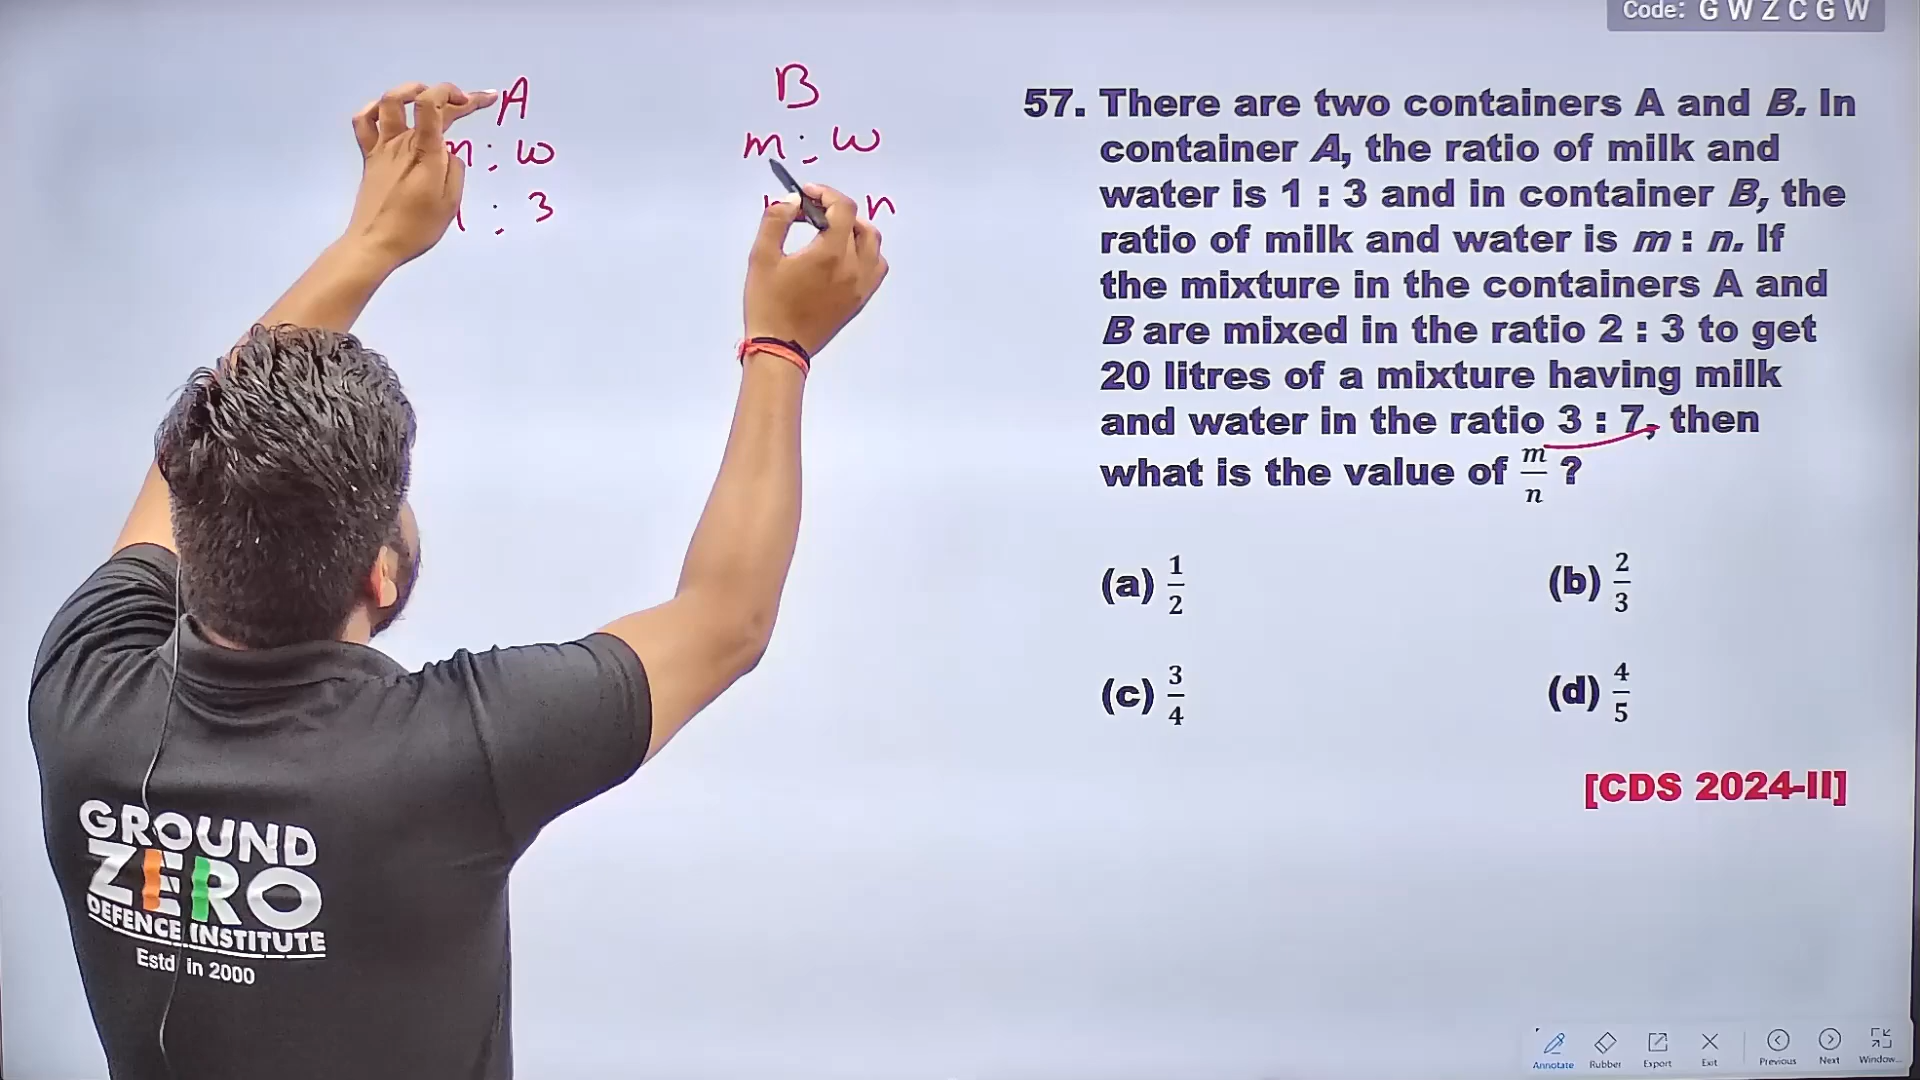 Code: G W Z C G W
A
B
: W
m : W
: 3
n
57. There are two containers A and B. In
container A, the ratio of milk and
water is 1 : 3 and in container B, the
ratio of milk and water is m : n. If
the mixture in the containers A and
B are mixed in the ratio 2 : 3 to get
20 litres of a mixture having milk
and water in the ratio 3 : 7, then
what is the value of m/n ?
(a) 1/2 (b) 2/3
(c) 3/4 (d) 4/5
[CDS 2024-II]
GROUND
ZERO
DEFENCE INSTITUTE
Estd in 2000
Annotate Rubber Export Exit Previous Next Window...